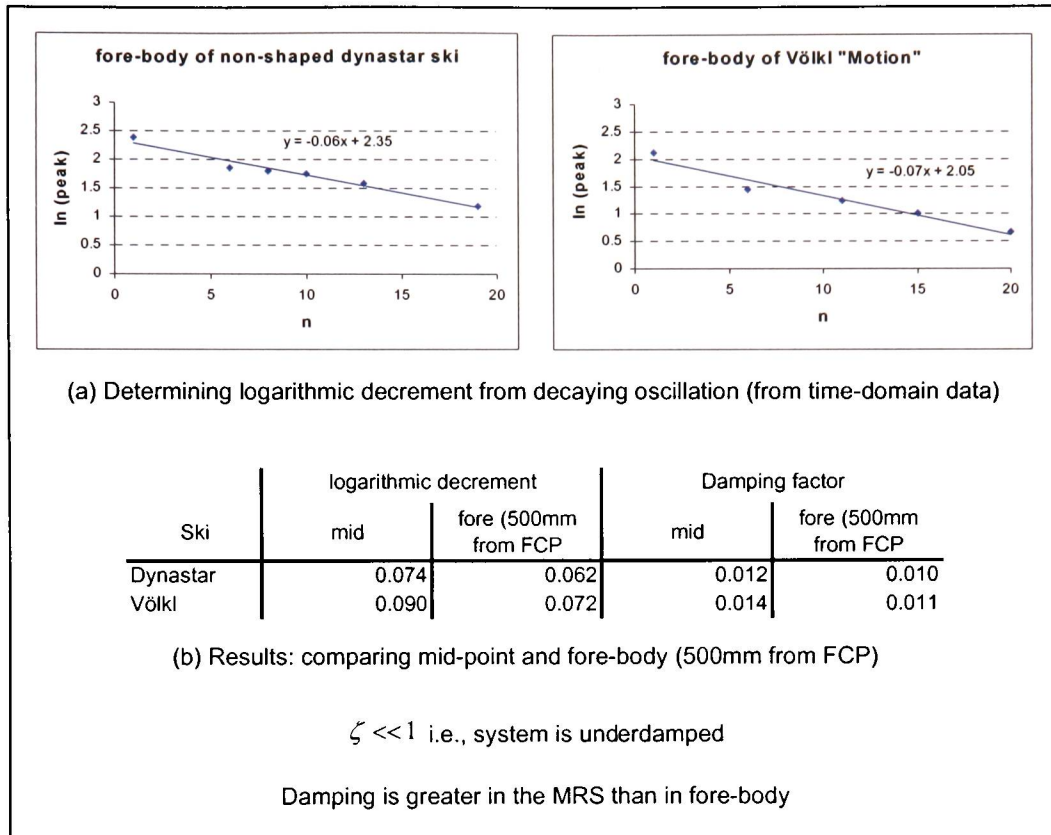 fore-body of non-shaped dynastar ski
3
2.5
2
1.5
1
0.5
0
ln (peak)
y = -0.06x + 2.35
0 5 10 15 20
n
fore-body of Völkl "Motion"
3
2.5
2
1.5
1
0.5
0
ln (peak)
y = -0.07x + 2.05
0 5 10 15 20
n
(a) Determining logarithmic decrement from decaying oscillation (from time-domain data)
logarithmic decrement Damping factor
Ski mid fore (500mm from FCP mid fore (500mm from FCP
Dynastar 0.074 0.062 0.012 0.010
Völkl 0.090 0.072 0.014 0.011
(b) Results: comparing mid-point and fore-body (500mm from FCP)
ζ <<1 i.e., system is underdamped
Damping is greater in the MRS than in fore-body